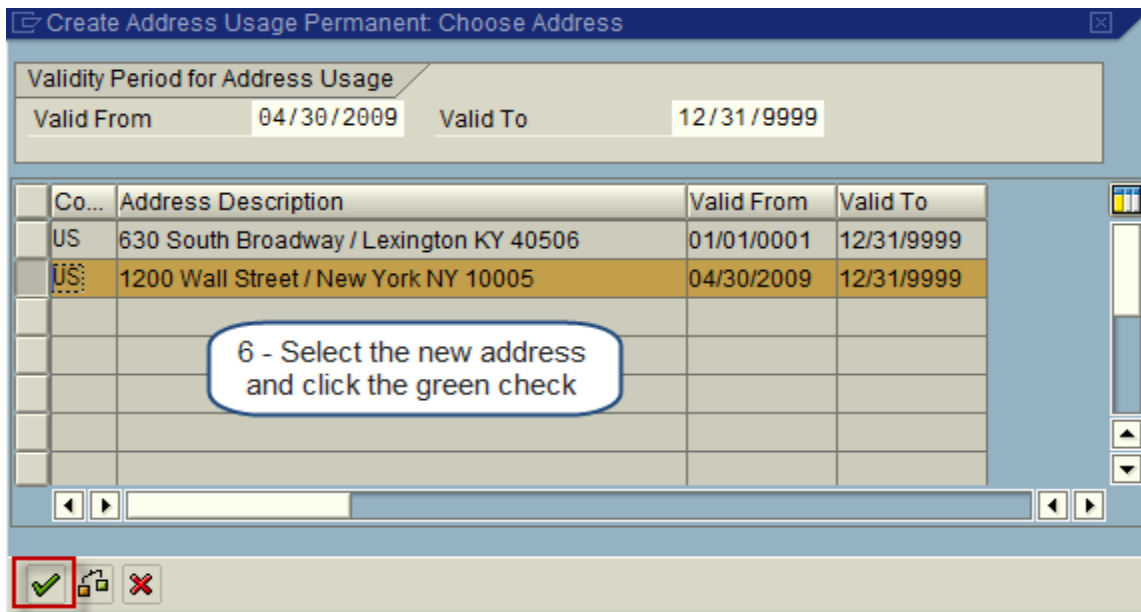 Create Address Usage Permanent: Choose Address
Validity Period for Address Usage
Valid From 04/30/2009 Valid To 12/31/9999
Co... Address Description Valid From Valid To
US 630 South Broadway / Lexington KY 40506 01/01/0001 12/31/9999
US 1200 Wall Street / New York NY 10005 04/30/2009 12/31/9999
6 - Select the new address
and click the green check